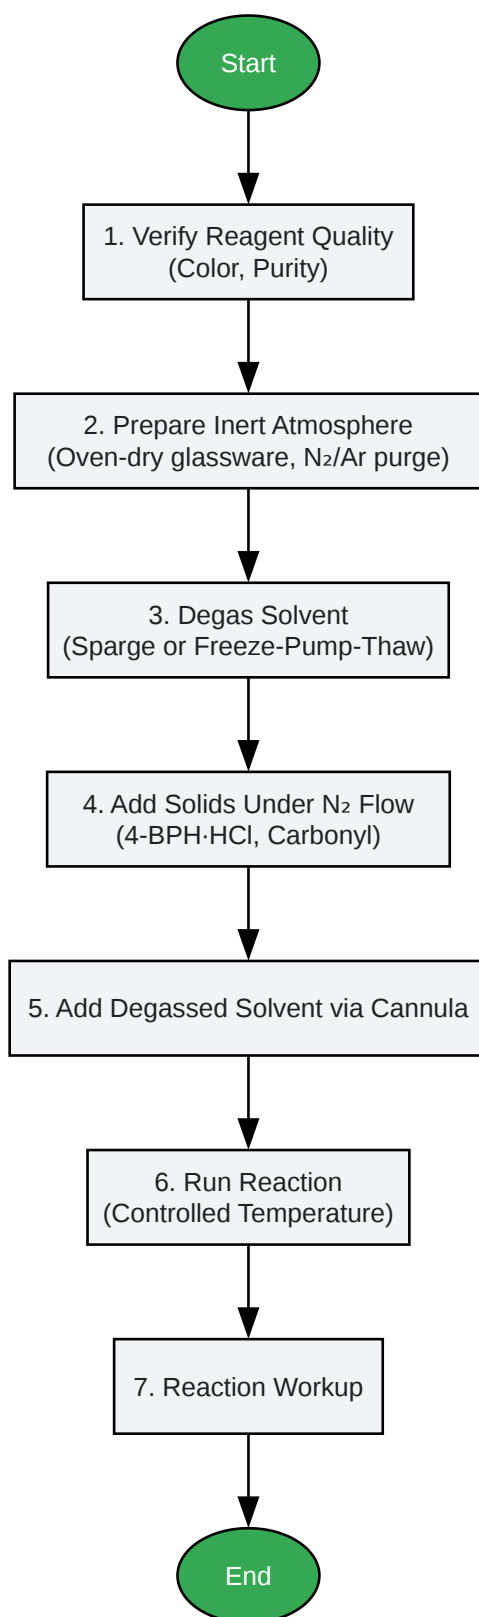 Start
1. Verify Reagent Quality
(Color, Purity)
2. Prepare Inert Atmosphere
(Oven-dry glassware, N₂/Ar purge)
3. Degas Solvent
(Sparge or Freeze-Pump-Thaw)
4. Add Solids Under N₂ Flow
(4-BPH·HCl, Carbonyl)
5. Add Degassed Solvent via Cannula
6. Run Reaction
(Controlled Temperature)
7. Reaction Workup
End